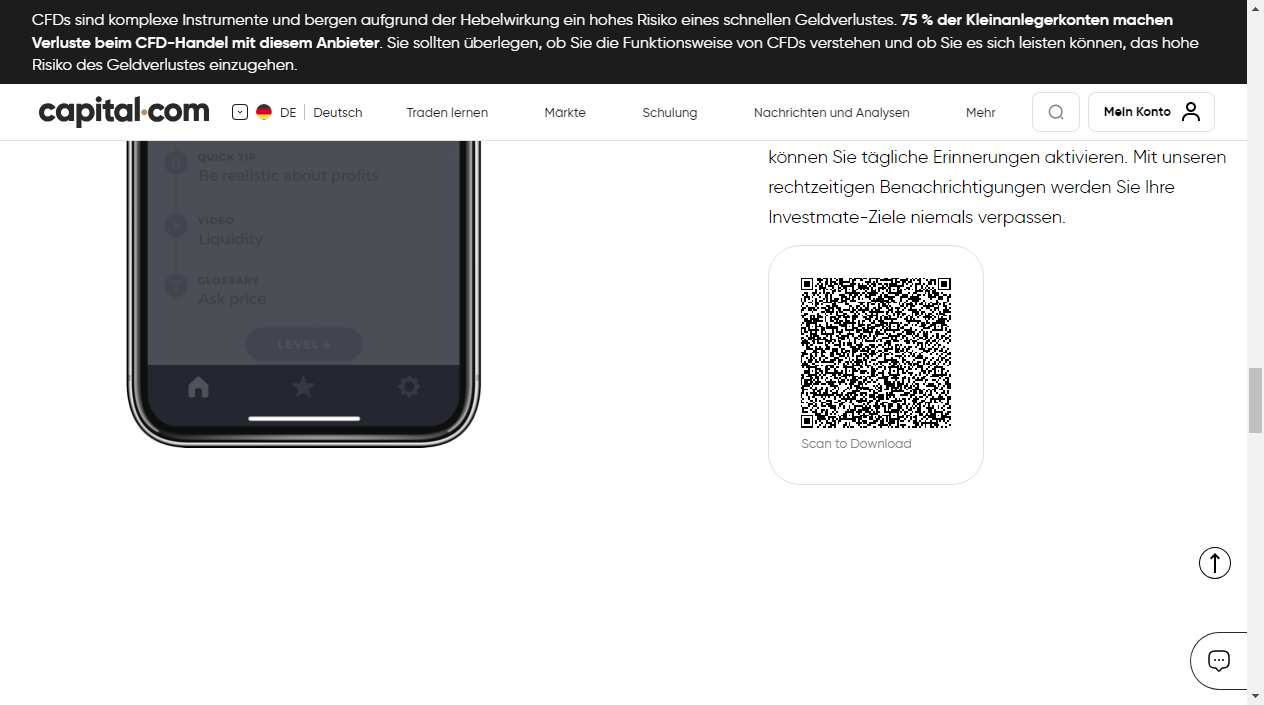 CFDs sind komplexe Instrumente und bergen aufgrund der Hebelwirkung ein hohes Risiko eines schnellen Geldverlustes. 75 % der Kleinanlegerkonten machen
Verluste beim CFD-Handel mit diesem Anbieter. Sie sollten überlegen, ob Sie die Funktionsweise von CFDs verstehen und ob Sie es sich leisten können, das hohe
Risiko des Geldverlustes einzugehen.
capital.com DE Deutsch Traden lernen Märkte Schulung Nachrichten und Analysen Mehr Mein Konto
QUICK TIP
Be realistic about profits
VIDEO
Liquidity
GLOSSARY
Ask price
LEVEL 4
können Sie tägliche Erinnerungen aktivieren. Mit unseren
rechtzeitigen Benachrichtigungen werden Sie Ihre
Investmate-Ziele niemals verpassen.
Scan to Download